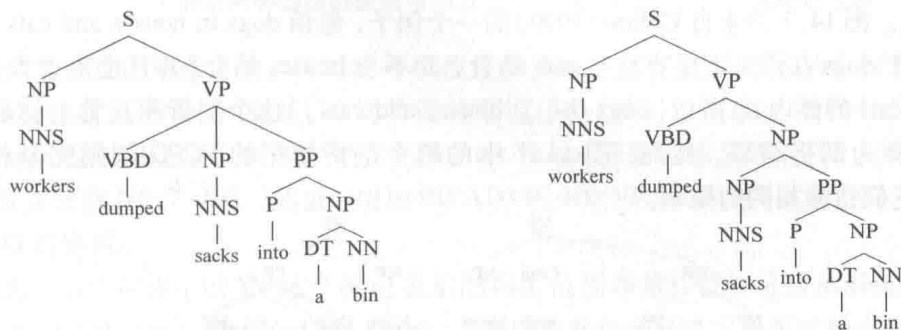 S
NP VP
NNS
VBD NP PP
workers
dumped NNS P NP
sacks into DT NN
a bin
S
NP VP
NNS VBD NP
workers dumped NP PP
NNS P NP
sacks into DT NN
a bin